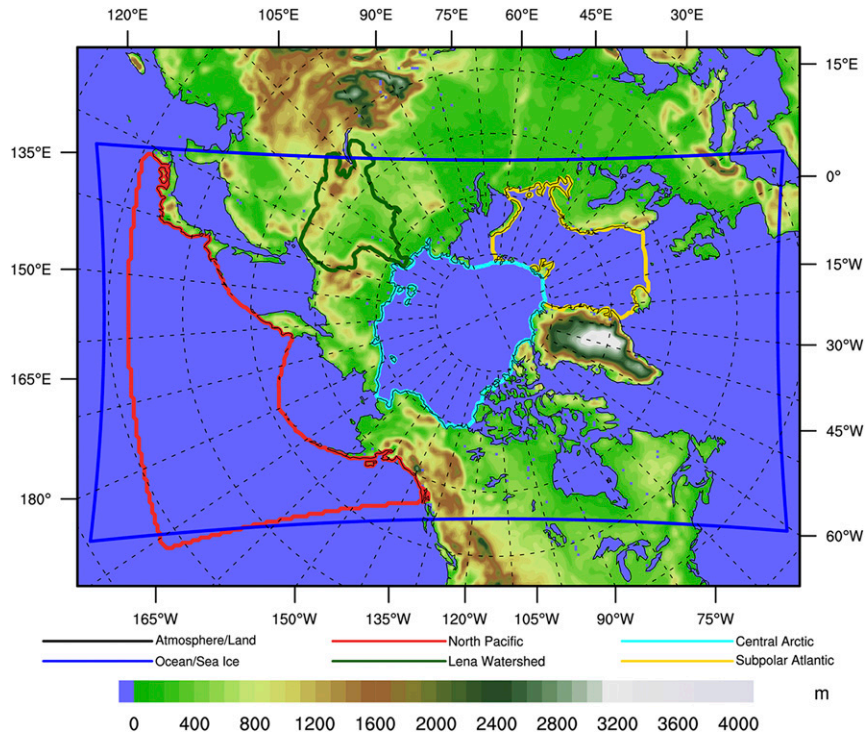 120°E 105°E 90°E 75°E 60°E 45°E 30°E
15°E
135°E
0°
150°E 15°W
30°W
165°E
45°W
180°
60°W
165°W 150°W 135°W 120°W 105°W 90°W 75°W
Atmosphere/Land North Pacific Central Arctic
Ocean/Sea Ice Lena Watershed Subpolar Atlantic
m
0 400 800 1200 1600 2000 2400 2800 3200 3600 4000